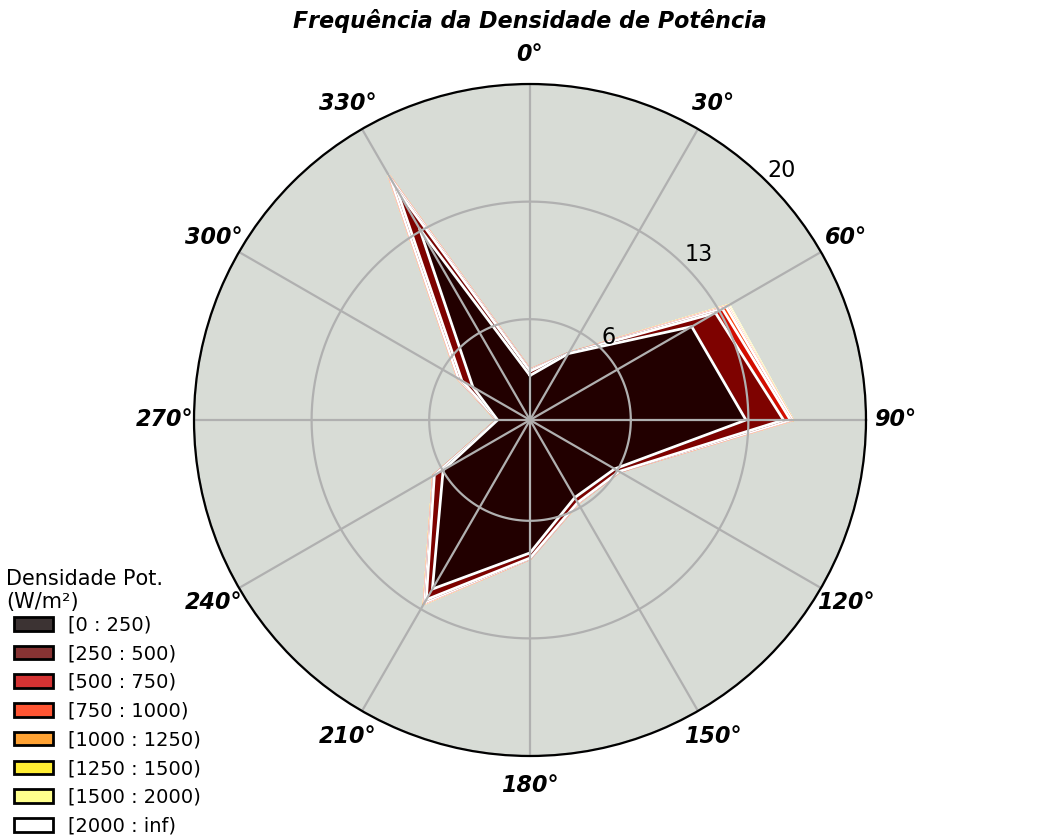 Frequência da Densidade de Potência
0°
330°
30°
20
300°
60°
13
6
270°
90°
240°
120°
210°
150°
180°
Densidade Pot.
(W/m²)
[0 : 250)
[250 : 500)
[500 : 750)
[750 : 1000)
[1000 : 1250)
[1250 : 1500)
[1500 : 2000)
[2000 : inf)